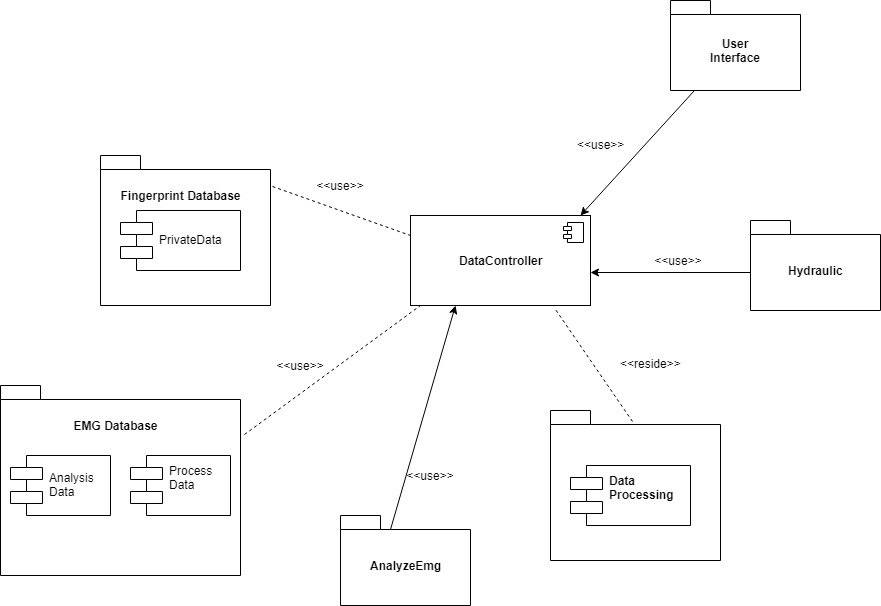 User
Interface
<<use>>
Fingerprint Database
<<use>>
PrivateData
DataController
<<use>>
Hydraulic
<<use>>
<<reside>>
EMG Database
Analysis
Data
Process
Data
<<use>>
Data
Processing
AnalyzeEmg